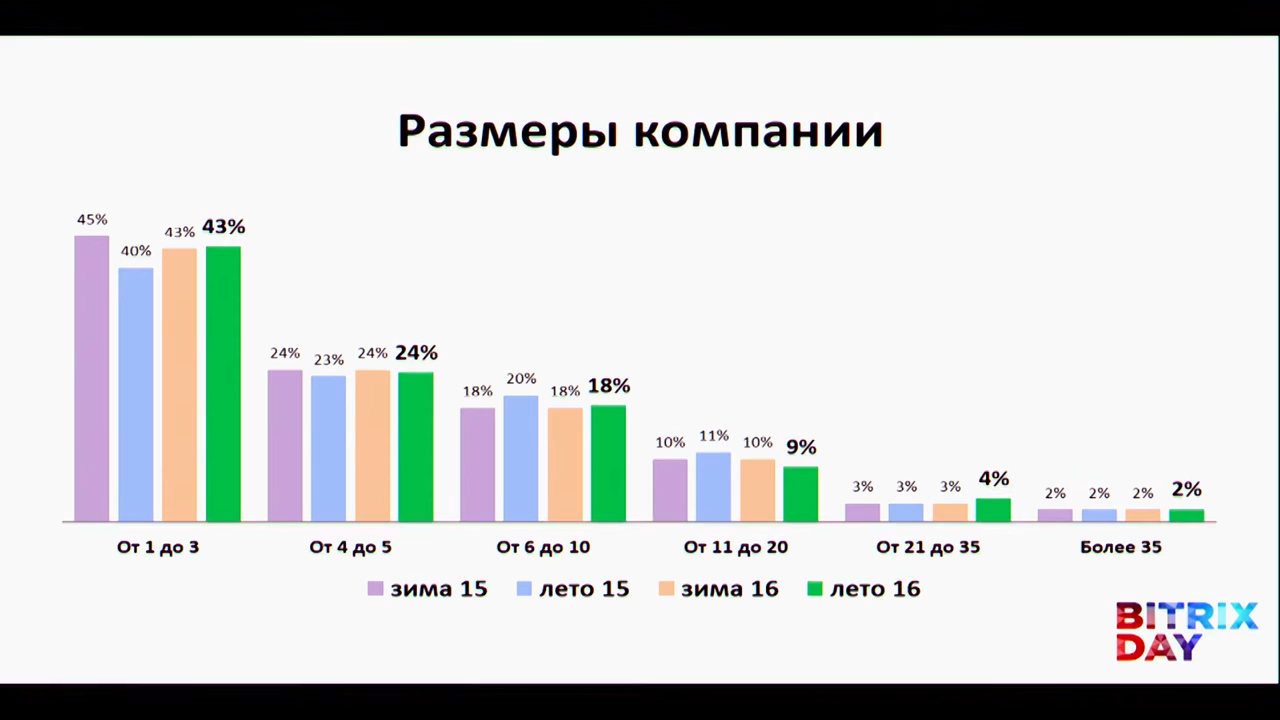 Размеры компании
45% 40% 43% 43%
24% 23% 24% 24%
18% 20% 18% 18%
10% 11% 10% 9%
3% 3% 3% 4%
2% 2% 2% 2%
От 1 до 3 От 4 до 5 От 6 до 10 От 11 до 20 От 21 до 35 Более 35
зима 15 лето 15 зима 16 лето 16
BITRIX
DAY